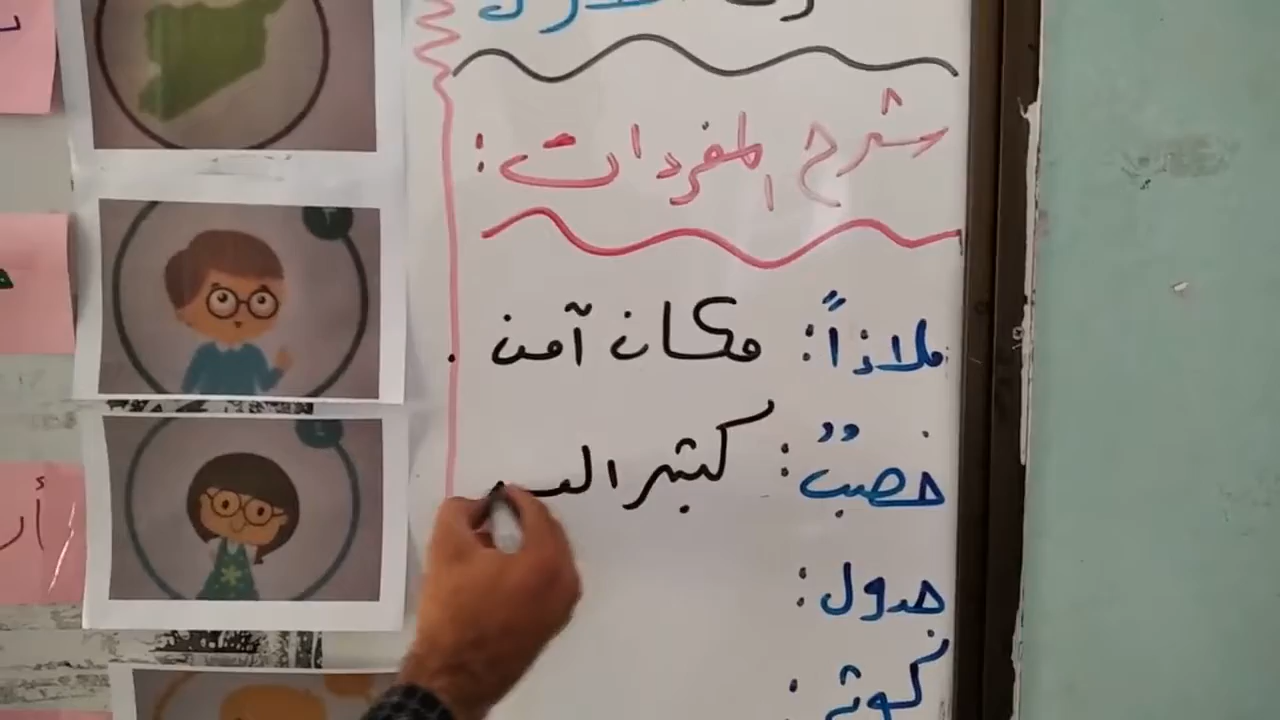 شرح المفردات:
ملاذاً: مكان آمن.
خصبٌ: كثير
جدول:
كوثر: